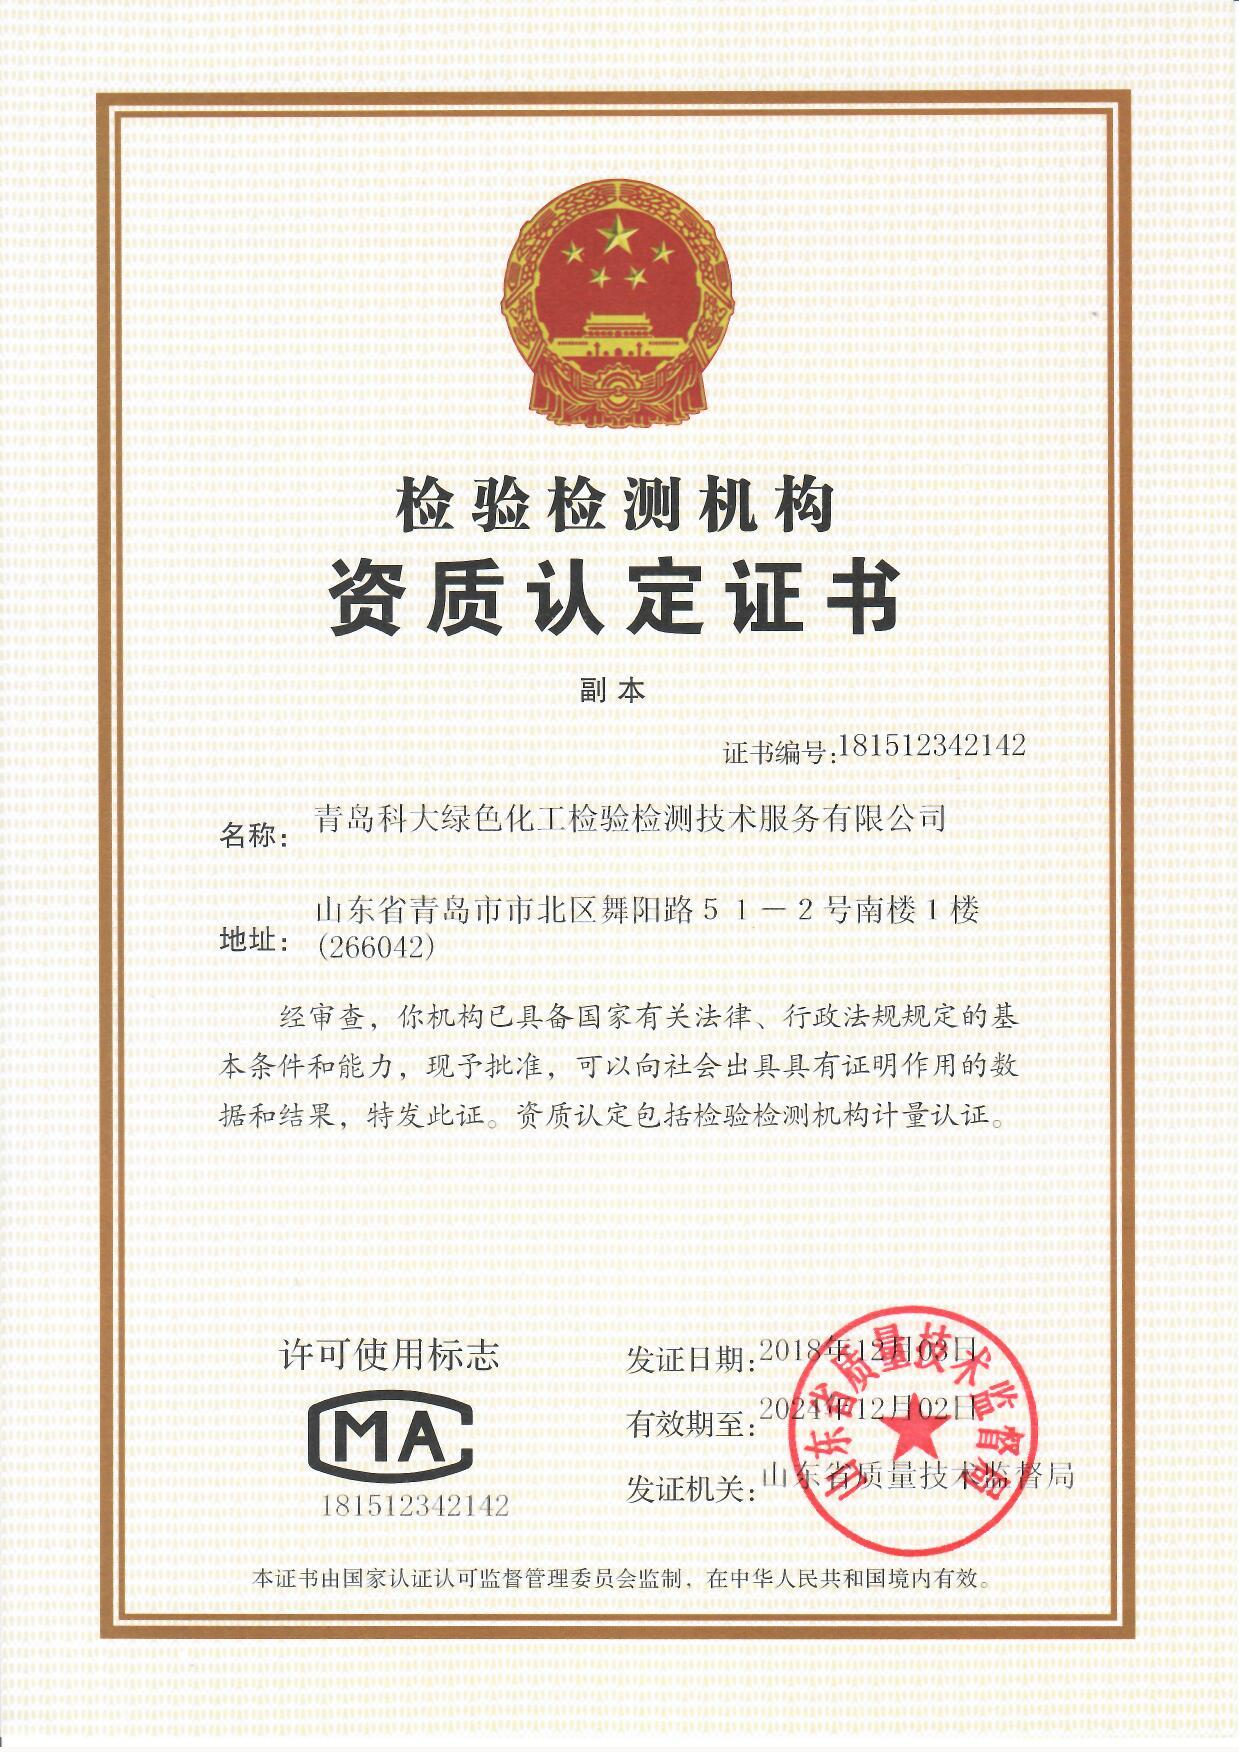 检验检测机构
资质认定证书
副本
证书编号:181512342142
名称: 青岛科大绿色化工检验检测技术服务有限公司
地址: 山东省青岛市市北区舞阳路51-2号南楼1楼
(266042)
经审查，你机构已具备国家有关法律、行政法规规定的基
本条件和能力，现予批准，可以向社会出具具有证明作用的数
据和结果，特发此证。资质认定包括检验检测机构计量认证。
许可使用标志
MA
181512342142
发证日期: 2018年12月03日
有效期至: 2024年12月02日
发证机关: 山东省质量技术监督局
山东省质量技术监督局
本证书由国家认证认可监督管理委员会监制，在中华人民共和国境内有效。